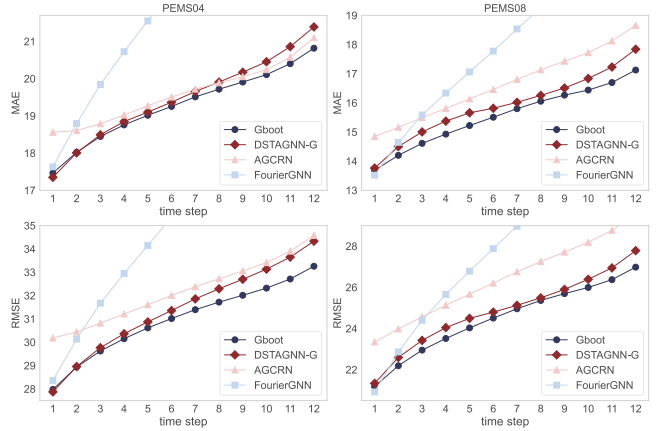 PEMS04
MAE
21
20
19
18
17
Gboot
DSTAGNN-G
AGCRN
FourierGNN
1 2 3 4 5 6 7 8 9 10 11 12
time step
PEMS08
MAE
19
18
17
16
15
14
13
Gboot
DSTAGNN-G
AGCRN
FourierGNN
1 2 3 4 5 6 7 8 9 10 11 12
time step
RMSE
35
34
33
32
31
30
29
28
Gboot
DSTAGNN-G
AGCRN
FourierGNN
1 2 3 4 5 6 7 8 9 10 11 12
time step
RMSE
28
26
24
22
Gboot
DSTAGNN-G
AGCRN
FourierGNN
1 2 3 4 5 6 7 8 9 10 11 12
time step